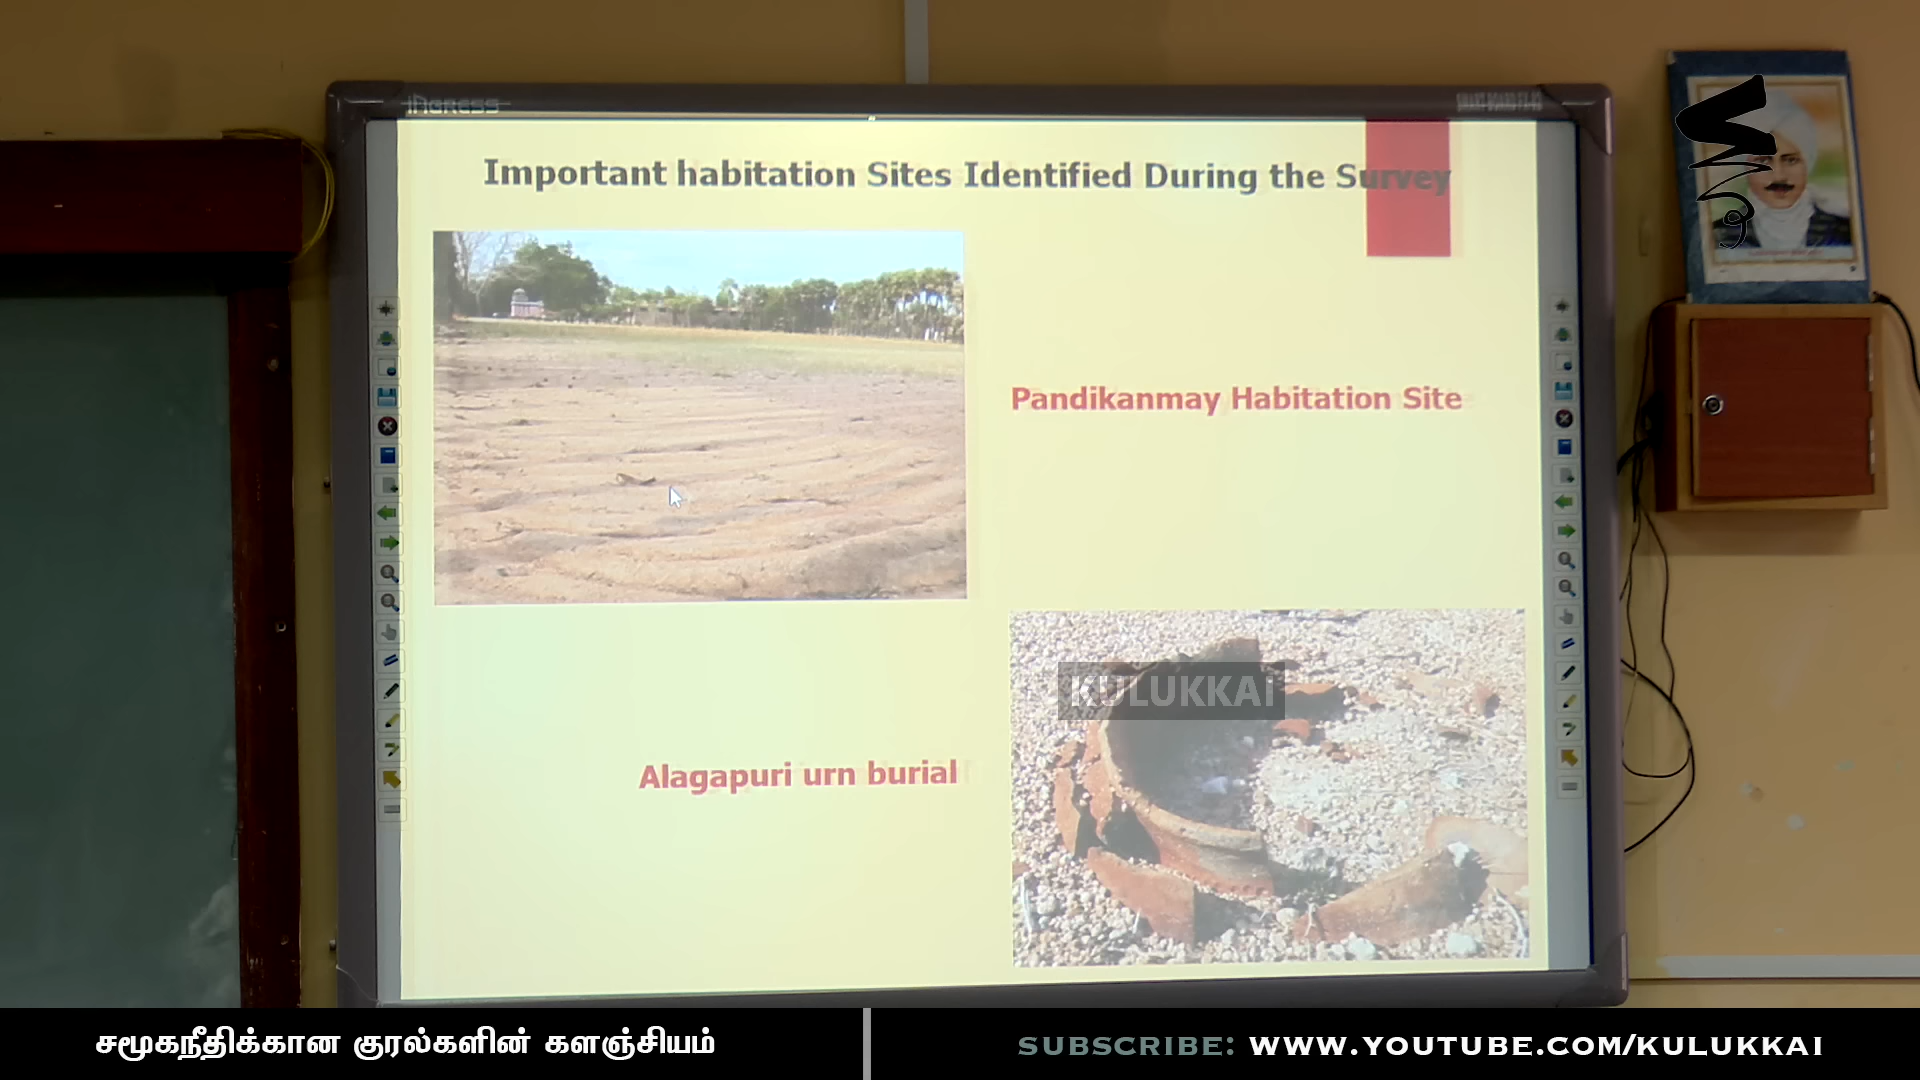 INGRESS
Important habitation Sites Identified During the Survey
Pandikanmay Habitation Site
KULUKKAi
Alagapuri urn burial
சமூகநீதிக்கான குரல்களின் களஞ்சியம்
SUBSCRIBE: WWW.YOUTUBE.COM/KULUKKAI